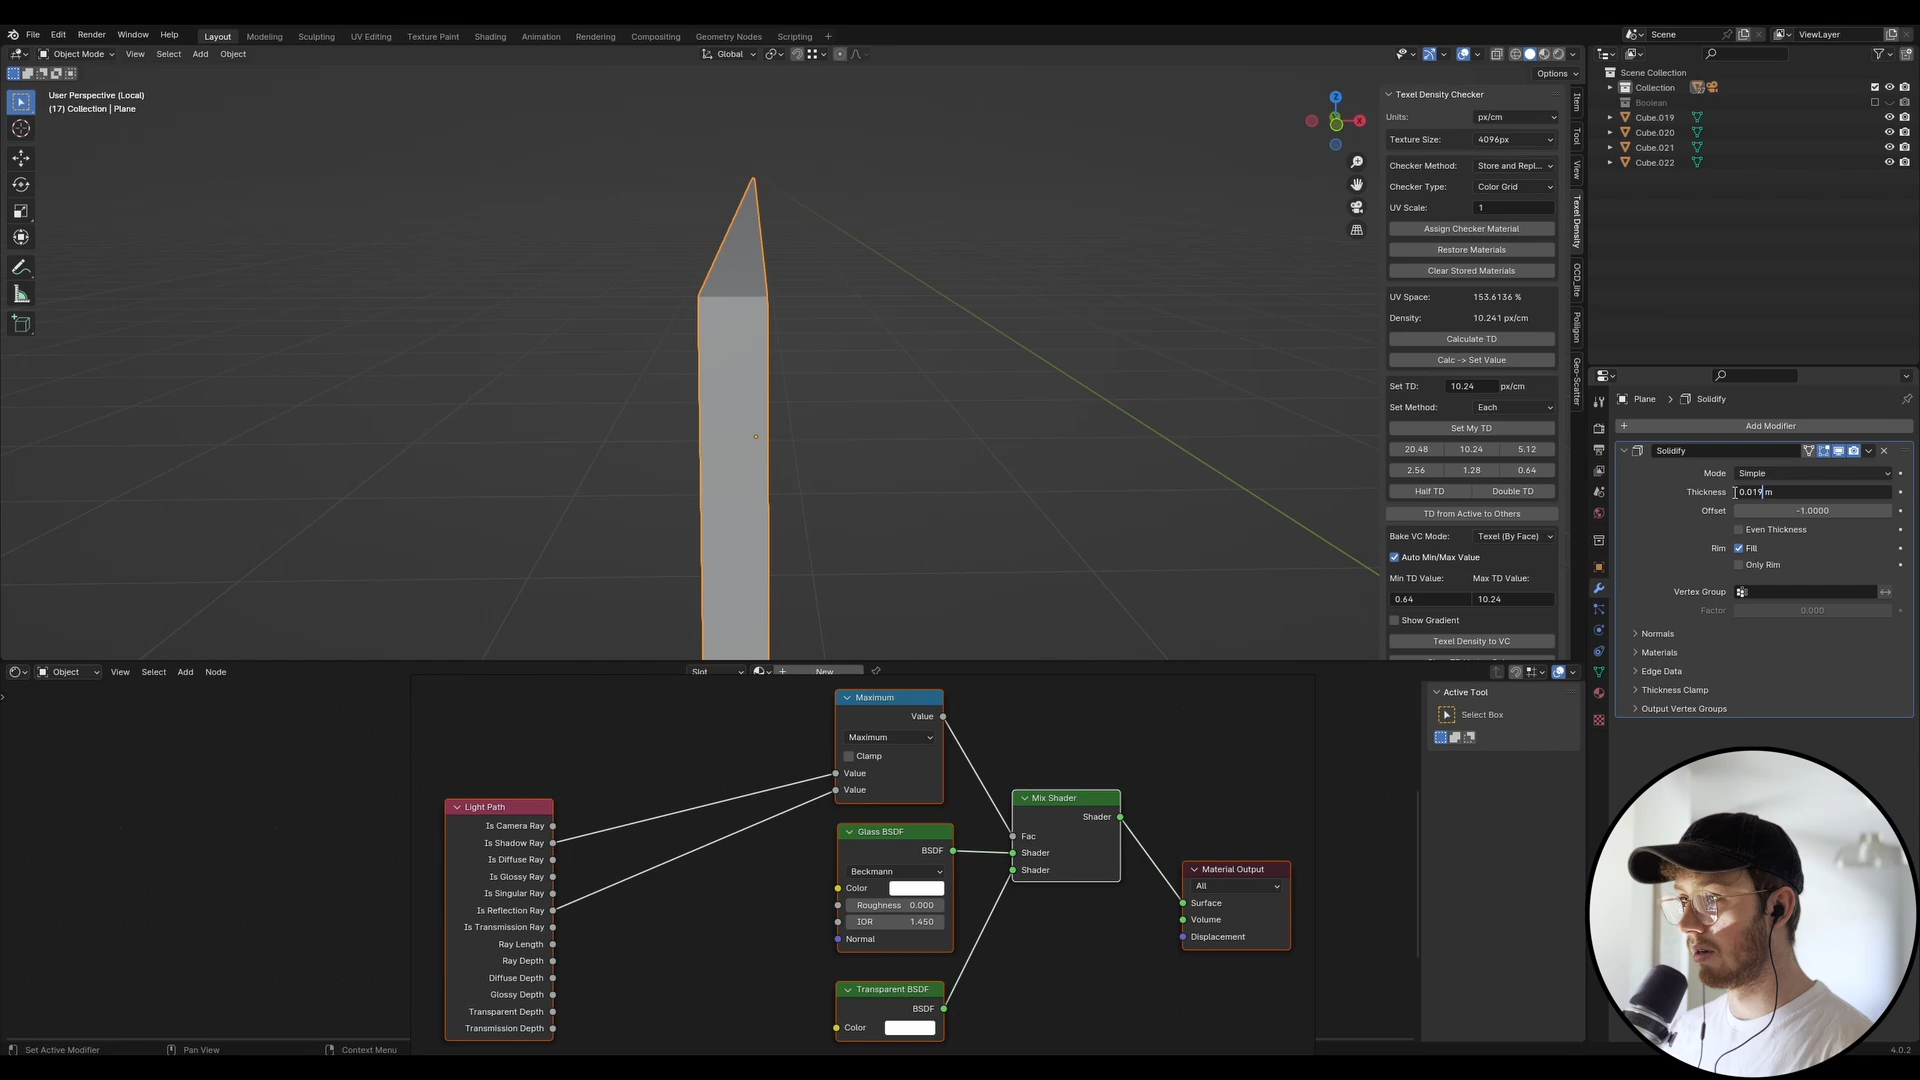 File Edit Render Window Help Layout Modeling Sculpting UV Editing Texture Paint Shading Animation Rendering Compositing Geometry Nodes Scripting + Scene ViewLayer
Object Mode View Select Add Object Global
Options
User Perspective (Local)
(17) Collection | Plane
Z
X
Texel Density Checker
Units: px/cm
Texture Size: 4096px
Checker Method: Store and Repl...
Checker Type: Color Grid
UV Scale: 1
Assign Checker Material
Restore Materials
Clear Stored Materials
UV Space: 153.6136 %
Density: 10.241 px/cm
Calculate TD
Calc -> Set Value
Set TD: 10.24 px/cm
Set Method: Each
Set My TD
20.48 10.24 5.12
2.56 1.28 0.64
Half TD Double TD
TD from Active to Others
Bake VC Mode: Texel (By Face)
Auto Min/Max Value
Min TD Value: Max TD Value:
0.64 10.24
Show Gradient
Texel Density to VC
Item
Tool
View
Texel Density
OCD_lite
Poliigon
Geo-Scatter
Scene Collection
Collection
Boolean
Cube.019
Cube.020
Cube.021
Cube.022
Plane > Solidify
+ Add Modifier
Solidify
Mode Simple
Thickness 0.019 m
Offset -1.0000
Even Thickness
Rim Fill
Only Rim
Vertex Group
Factor 0.000
Normals
Materials
Edge Data
Thickness Clamp
Output Vertex Groups
Object View Select Add Node Slot + New
Active Tool
Select Box
Maximum
Value
Maximum
Clamp
Value
Value
Light Path
Is Camera Ray
Is Shadow Ray
Is Diffuse Ray
Is Glossy Ray
Is Singular Ray
Is Reflection Ray
Is Transmission Ray
Ray Length
Ray Depth
Diffuse Depth
Glossy Depth
Transparent Depth
Transmission Depth
Glass BSDF
BSDF
Beckmann
Color
Roughness 0.000
IOR 1.450
Normal
Transparent BSDF
BSDF
Color
Mix Shader
Shader
Fac
Shader
Shader
Material Output
All
Surface
Volume
Displacement
Set Active Modifier Pan View Context Menu 4.0.2